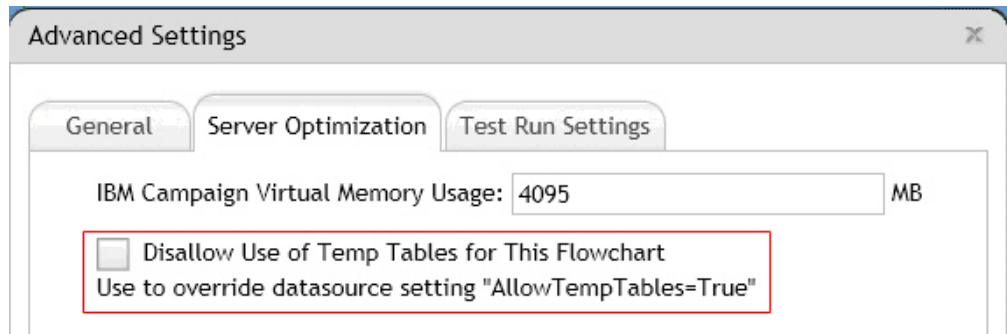 Advanced Settings
General
Server Optimization
Test Run Settings
IBM Campaign Virtual Memory Usage: 4095 MB
Disallow Use of Temp Tables for This Flowchart
Use to override datasource setting "AllowTempTables=True"